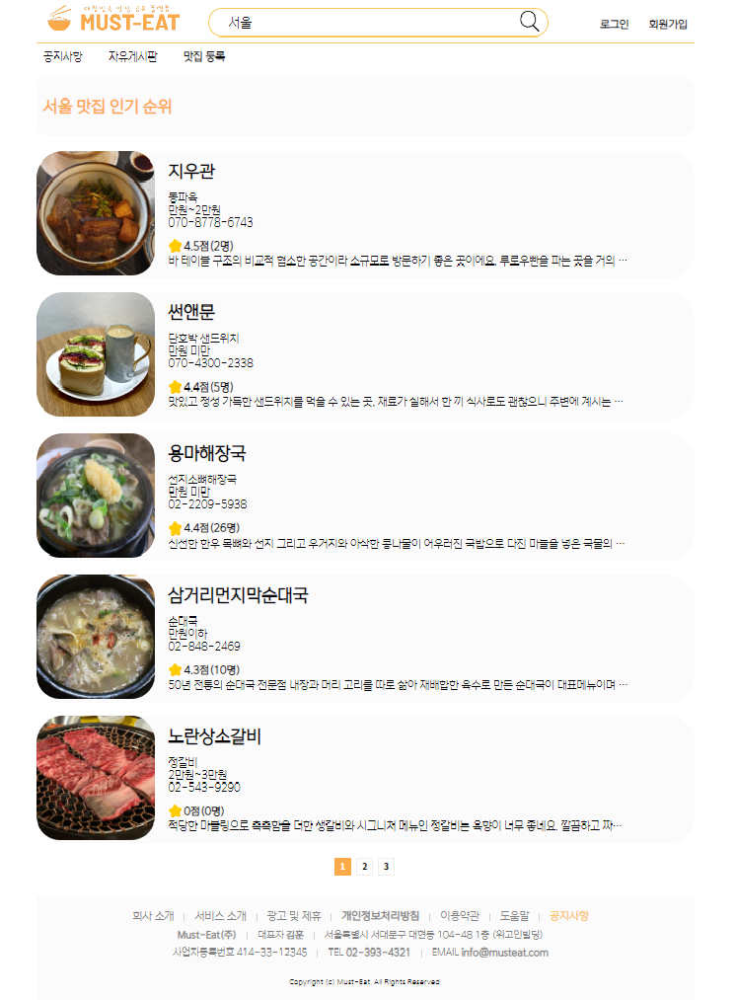 대한민국 맛집 공유 플랫폼
MUST-EAT
서울
로그인 회원가입
공지사항 자유게시판 맛집 등록
서울 맛집 인기 순위
지우관
동파육
만원~2만원
070-8778-6743
4.5점(2명)
바 테이블 구조의 비교적 협소한 공간이라 소규모로 방문하기 좋은 곳이에요. 루로우빤을 파는 곳을 거의 ···
썬앤문
단호박 샌드위치
만원 미만
070-4300-2338
4.4점(5명)
맛있고 정성 가득한 샌드위치를 먹을 수 있는 곳, 재료가 실해서 한 끼 식사로도 괜찮으니 주변에 계시는 ···
용마해장국
선지소뼈해장국
만원 미만
02-2209-5938
4.4점(26명)
신선한 한우 목뼈와 선지 그리고 우거지와 아삭한 콩나물이 어우러진 국밥으로 다진 마늘을 넣은 국물의 ···
삼거리먼지막순대국
순대국
만원이하
02-848-2469
4.3점(10명)
50년 전통의 순대국 전문점 내장과 머리 고리를 따로 삶아 재배합한 육수로 만든 순대국이 대표메뉴이며 ···
노란상소갈비
정갈비
2만원~3만원
02-543-9290
0점(0명)
적당한 마블링으로 촉촉함을 더한 생갈비와 시그니처 메뉴인 정갈비는 육향이 너무 좋네요. 깔끔하고 짜···
1 2 3
회사 소개 | 서비스 소개 | 광고 및 제휴 | 개인정보처리방침 | 이용약관 | 도움말 | 공지사항
Must-Eat(주) | 대표자 김훈 | 서울특별시 서대문구 대현동 104-48 1층 (위고인빌딩)
사업자등록번호 414-33-12345 | TEL 02-393-4321 | EMAIL info@musteat.com
Copyright (c) Must-Eat. All Rights Reserved.